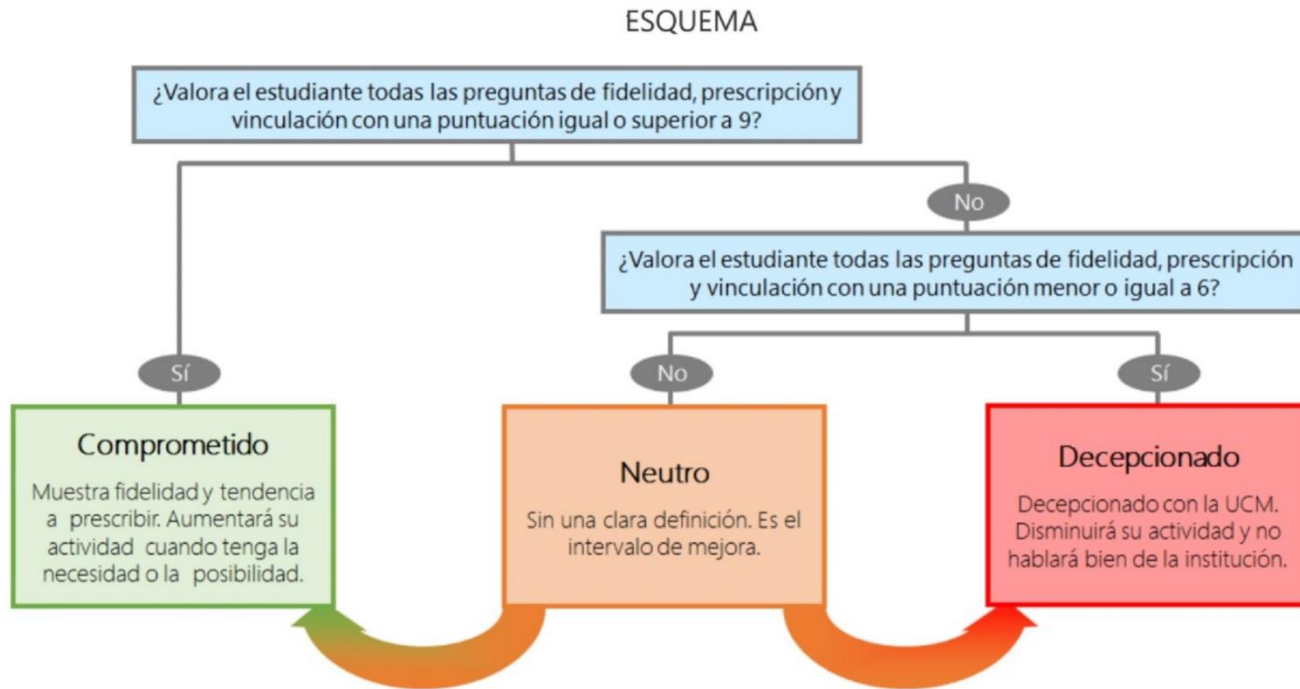 ESQUEMA
¿Valora el estudiante todas las preguntas de fidelidad, prescripción y
vinculación con una puntuación igual o superior a 9?
No
¿Valora el estudiante todas las preguntas de fidelidad, prescripción
y vinculación con una puntuación menor o igual a 6?
Sí
No
Sí
Comprometido
Muestra fidelidad y tendencia
a prescribir. Aumentará su
actividad cuando tenga la
necesidad o la posibilidad.
Neutro
Sin una clara definición. Es el
intervalo de mejora.
Decepcionado
Decepcionado con la UCM.
Disminuirá su actividad y no
hablará bien de la institución.